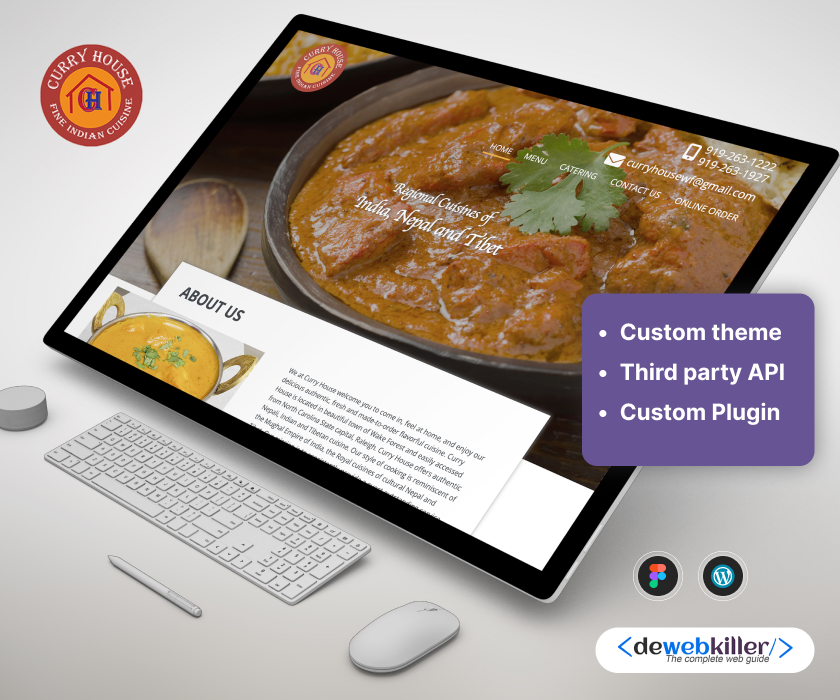 CURRY HOUSE
CH
FINE INDIAN CUISINE
CURRY HOUSE
FINE INDIAN CUISINE
919-263-1222
919-263-1927
curryhousewf@gmail.com
HOME MENU CATERING CONTACT US ONLINE ORDER
Regional Cuisines of
India, Nepal and Tibet
ABOUT US
We at Curry House welcome you to come in, feel at home, and enjoy our
delicious authentic, fresh and made-to-order flavorful cuisine. Curry
House is located in beautiful town of Wake Forest and easily accessed
from North Carolina State capital, Raleigh. Curry House offers authentic
Nepali, Indian and Tibetan cuisine. Our style of cooking is reminiscent of
the Mughal Empire of India, the Royal cuisines of cultural Nepal and
• Custom theme
• Third party API
• Custom Plugin
<dewebkiller/>
The complete web guide